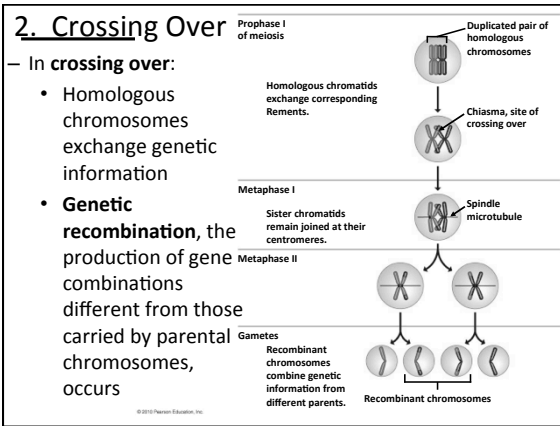 2. Crossing Over
– In crossing over:
• Homologous
chromosomes
exchange genetic
information
• Genetic
recombination, the
production of gene
combinations
different from those
carried by parental
chromosomes,
occurs
Prophase I
of meiosis
Duplicated pair of
homologous
chromosomes
Homologous chromatids
exchange corresponding
Rements.
Chiasma, site of
crossing over
Metaphase I
Sister chromatids
remain joined at their
centromeres.
Spindle
microtubule
Metaphase II
Gametes
Recombinant
chromosomes
combine genetic
information from
different parents.
Recombinant chromosomes
© 2010 Pearson Education, Inc.